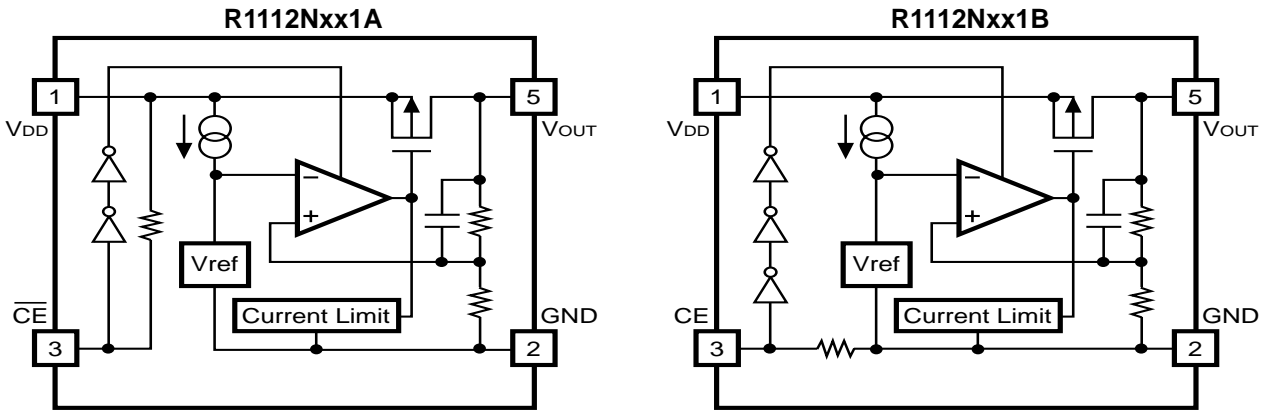 R1112Nxx1A
1
VDD
5
VOUT
−
+
Vref
Current Limit
C̅E̅
3
GND
2
R1112Nxx1B
1
VDD
5
VOUT
−
+
Vref
Current Limit
CE
3
GND
2